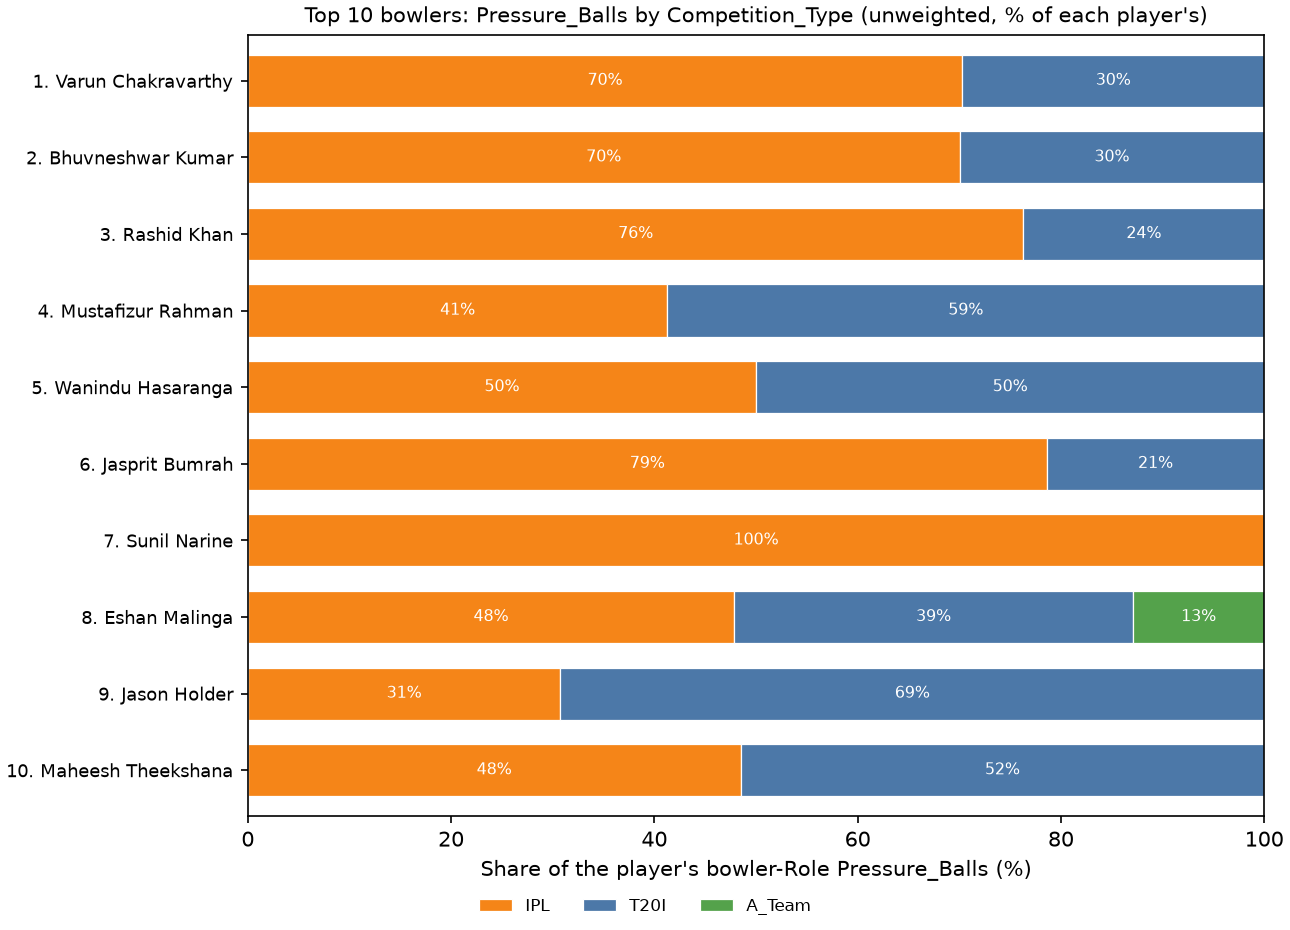 Top 10 bowlers: Pressure_Balls by Competition_Type (unweighted, % of each player's)
1. Varun Chakravarthy 70% 30%
2. Bhuvneshwar Kumar 70% 30%
3. Rashid Khan 76% 24%
4. Mustafizur Rahman 41% 59%
5. Wanindu Hasaranga 50% 50%
6. Jasprit Bumrah 79% 21%
7. Sunil Narine 100%
8. Eshan Malinga 48% 39% 13%
9. Jason Holder 31% 69%
10. Maheesh Theekshana 48% 52%
0 20 40 60 80 100
Share of the player's bowler-Role Pressure_Balls (%)
IPL T20I A_Team